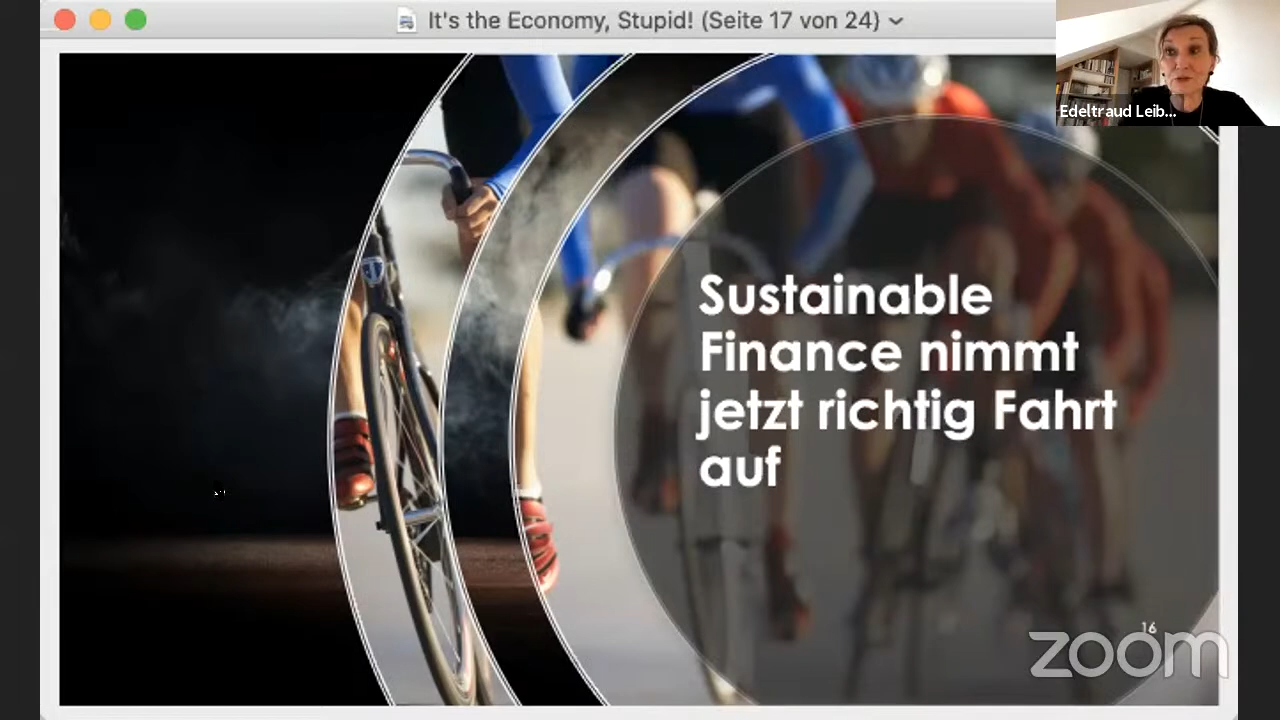 It's the Economy, Stupid! (Seite 17 von 24)
Edeltraud Leib...
Sustainable
Finance nimmt
jetzt richtig Fahrt
auf
16
zoom